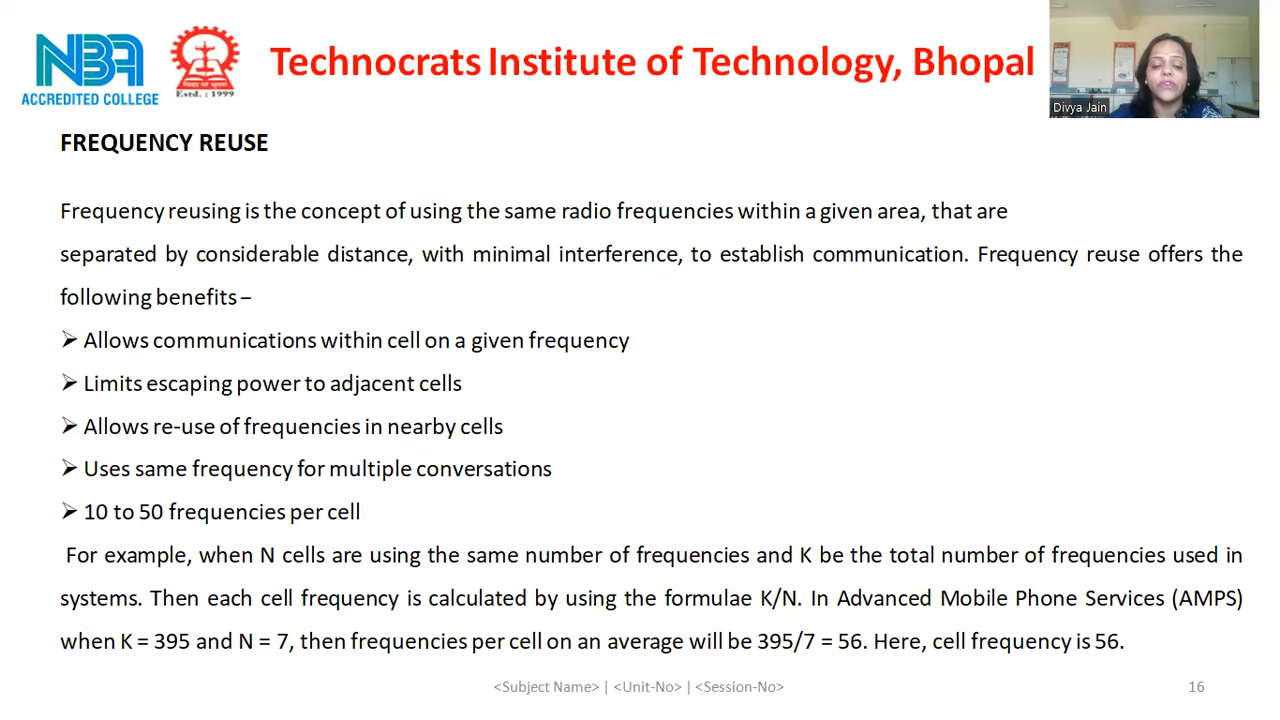 NBA
ACCREDITED COLLEGE
Estd. : 1999
Technocrats Institute of Technology, Bhopal
Divya Jain
FREQUENCY REUSE
Frequency reusing is the concept of using the same radio frequencies within a given area, that are
separated by considerable distance, with minimal interference, to establish communication. Frequency reuse offers the
following benefits −
➢ Allows communications within cell on a given frequency
➢ Limits escaping power to adjacent cells
➢ Allows re-use of frequencies in nearby cells
➢ Uses same frequency for multiple conversations
➢ 10 to 50 frequencies per cell
For example, when N cells are using the same number of frequencies and K be the total number of frequencies used in
systems. Then each cell frequency is calculated by using the formulae K/N. In Advanced Mobile Phone Services (AMPS)
when K = 395 and N = 7, then frequencies per cell on an average will be 395/7 = 56. Here, cell frequency is 56.
<Subject Name> | <Unit-No> | <Session-No>
16